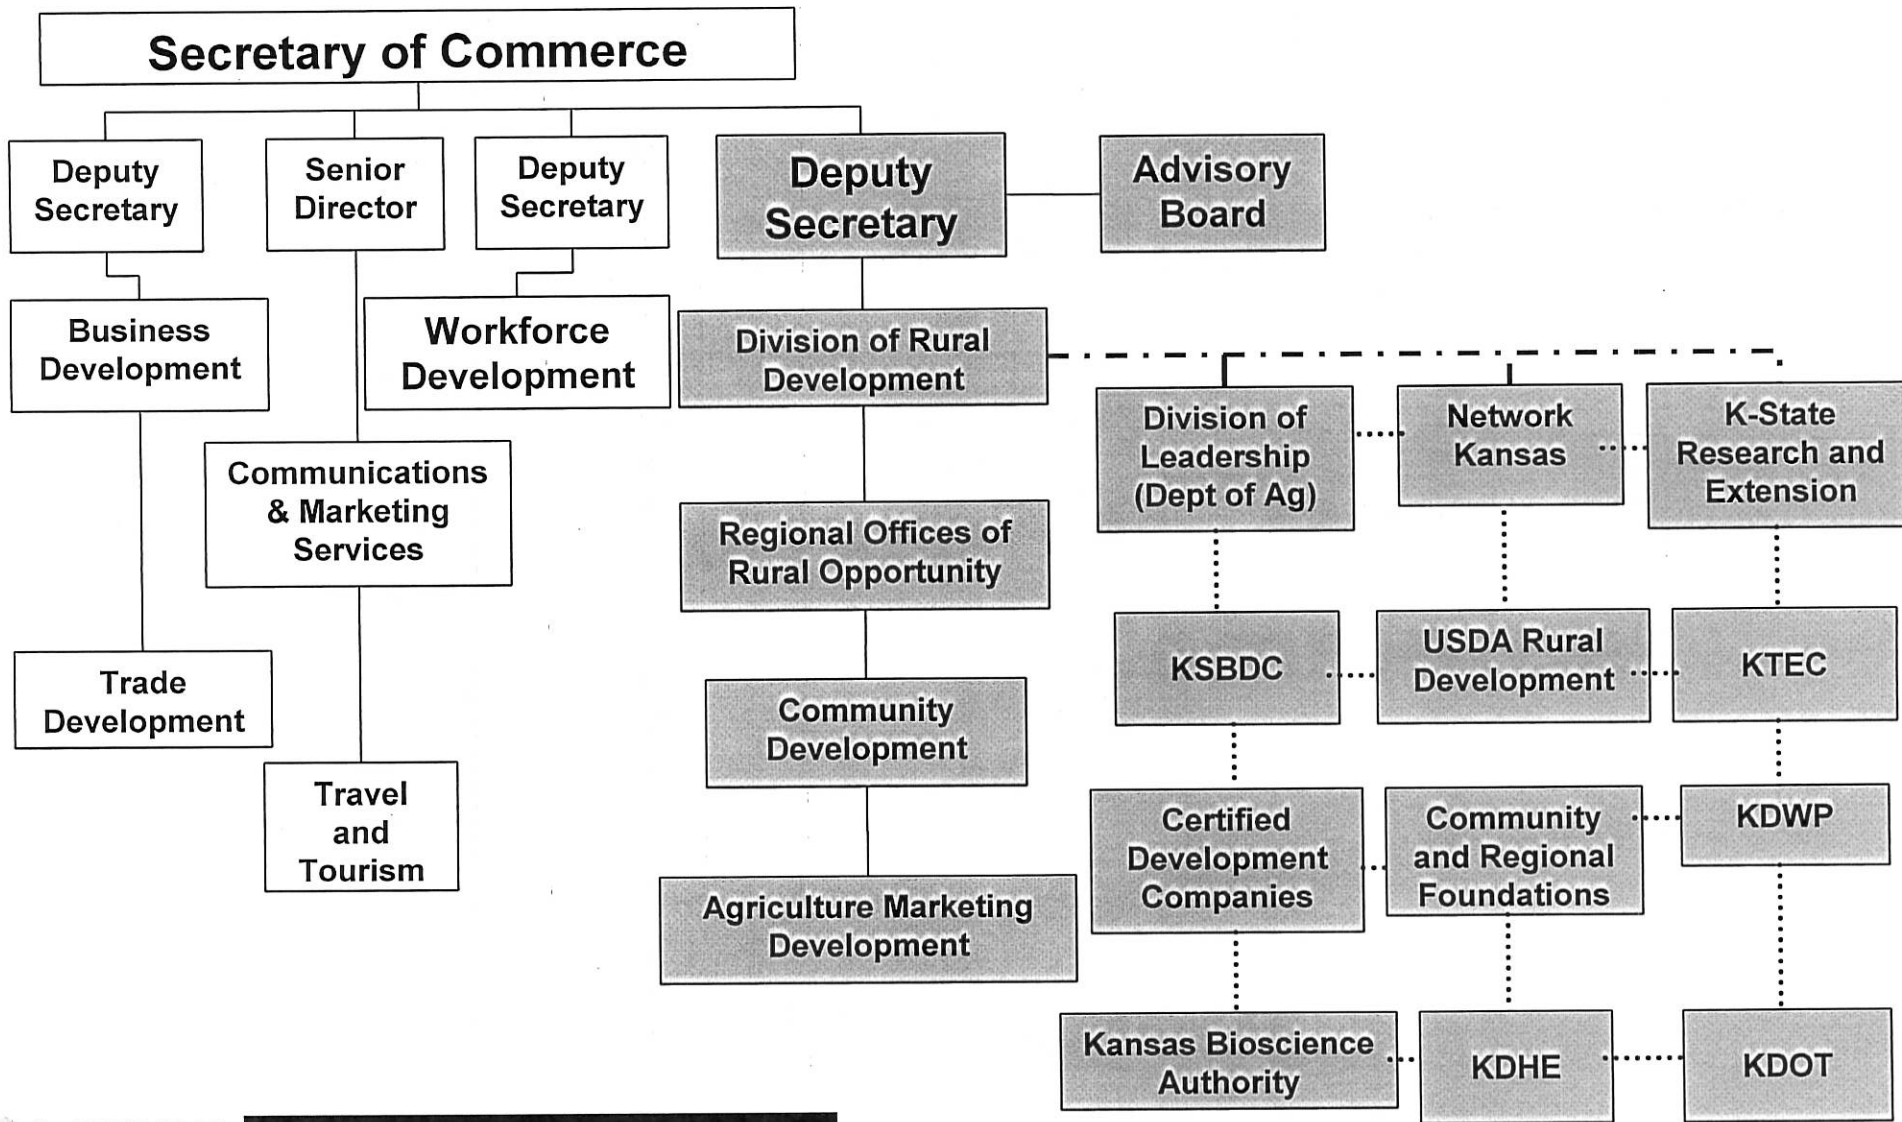 Secretary of Commerce
Deputy
Secretary
Senior
Director
Deputy
Secretary
Deputy
Secretary
Advisory
Board
Business
Development
Workforce
Development
Division of Rural
Development
Division of
Leadership
(Dept of Ag)
Network
Kansas
K-State
Research and
Extension
Communications
& Marketing
Services
Regional Offices of
Rural Opportunity
KSBDC
USDA Rural
Development
KTEC
Trade
Development
Community
Development
Travel
and
Tourism
Certified
Development
Companies
Community
and Regional
Foundations
KDWP
Agriculture Marketing
Development
Kansas Bioscience
Authority
KDHE
KDOT